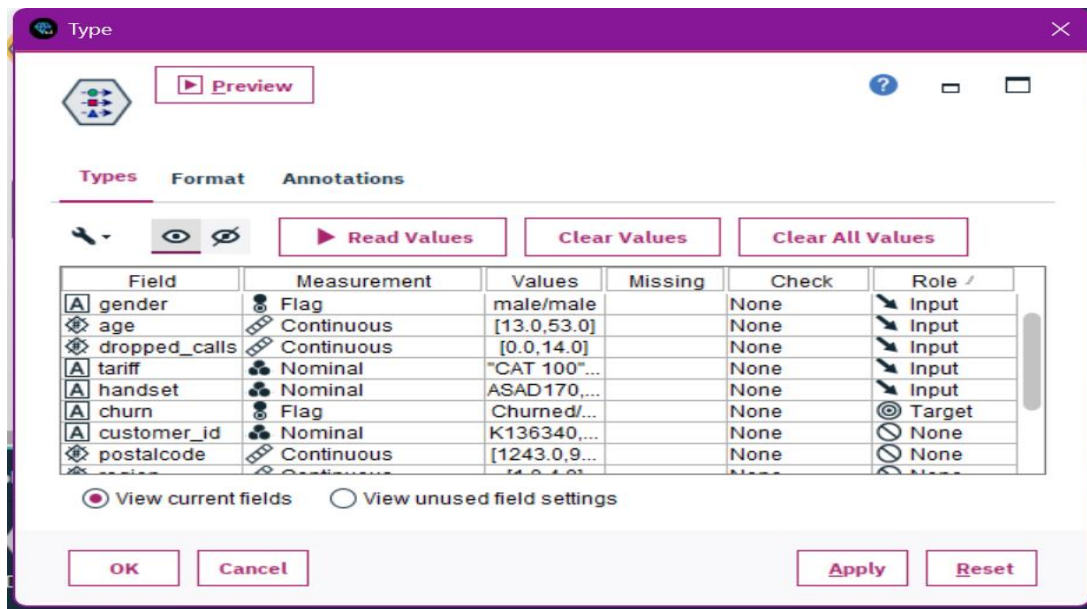 Type
Preview
?
Types Format Annotations
Read Values Clear Values Clear All Values
Field Measurement Values Missing Check Role
A gender Flag male/male None Input
# age Continuous [13.0,53.0] None Input
# dropped_calls Continuous [0.0,14.0] None Input
A tariff Nominal "CAT 100"... None Input
A handset Nominal ASAD170,... None Input
A churn Flag Churned/... None Target
A customer_id Nominal K136340,... None None
# postalcode Continuous [1243.0,9... None None
View current fields View unused field settings
OK Cancel Apply Reset